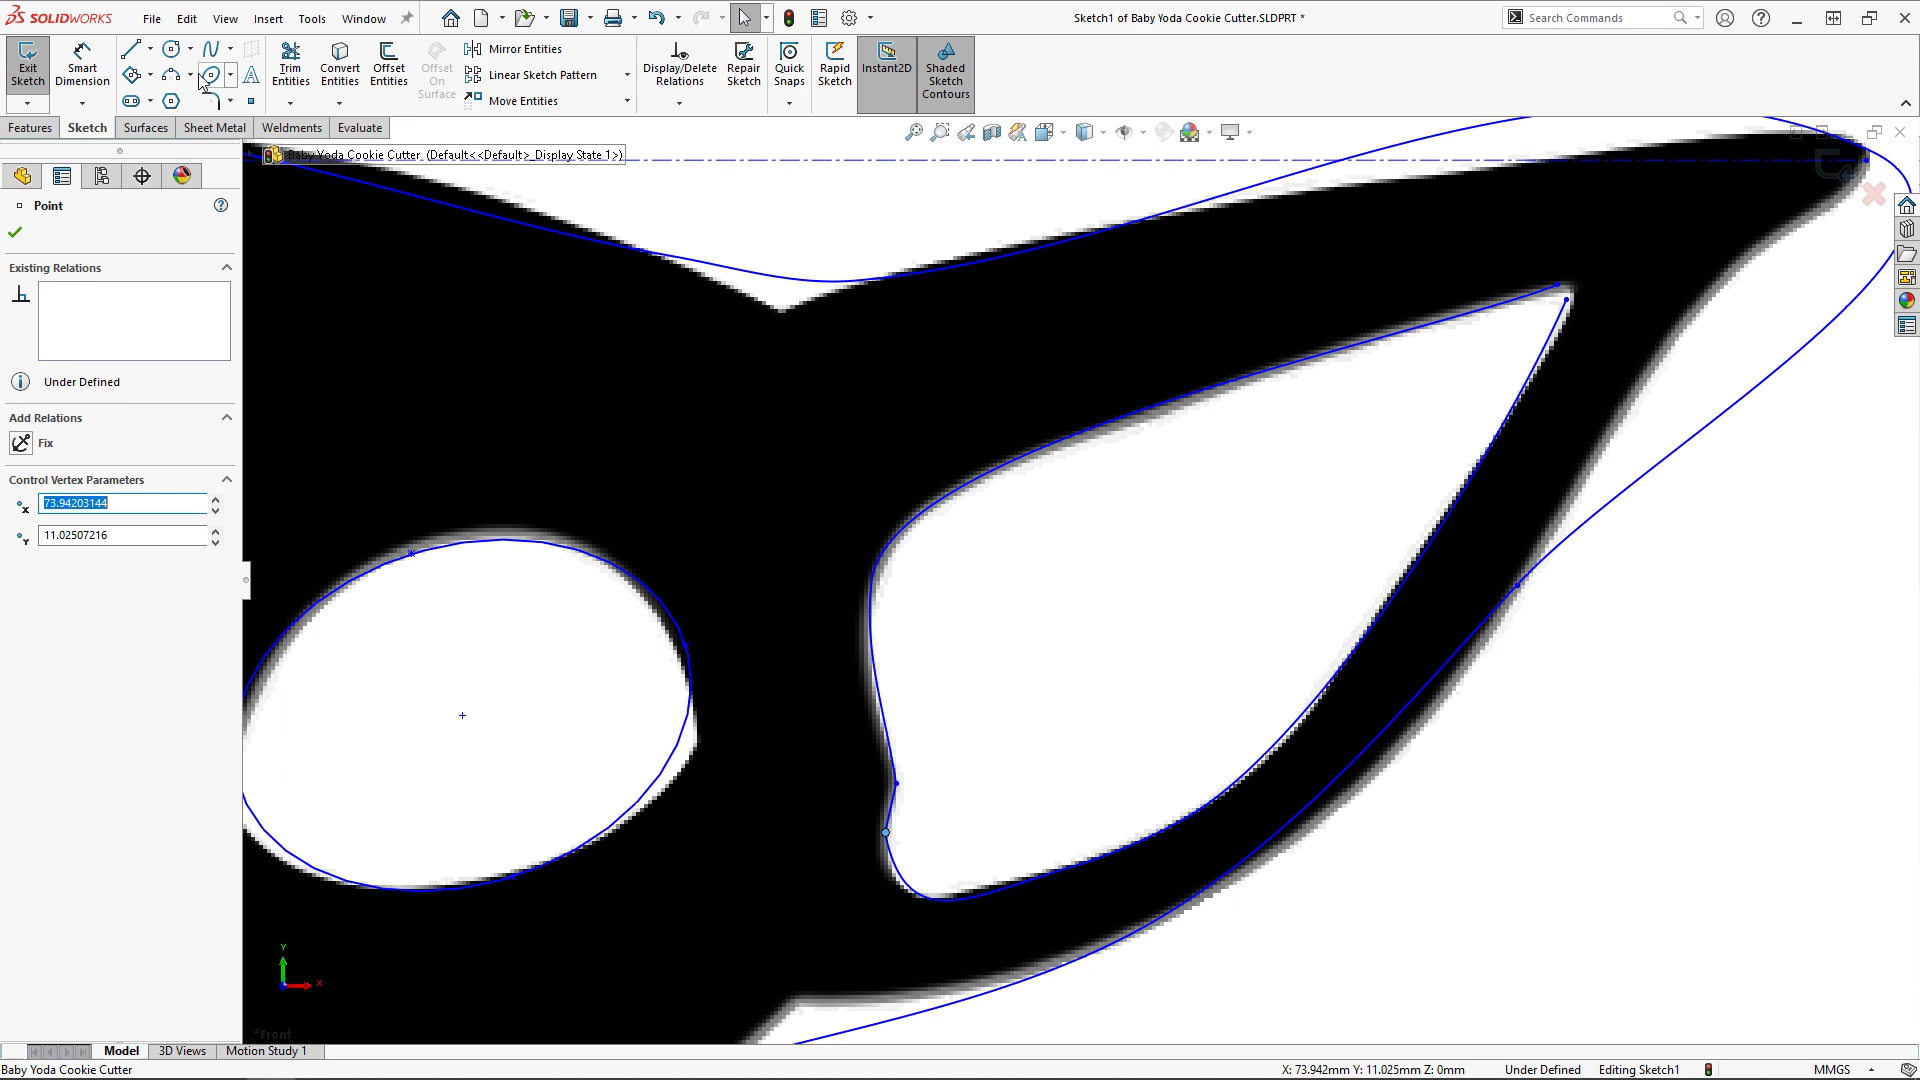 SOLIDWORKS
File Edit View Insert Tools Window
Sketch1 of Baby Yoda Cookie Cutter.SLDPRT *
Search Commands
Exit Sketch
Smart Dimension
Trim Entities
Convert Entities
Offset Entities
Offset On Surface
Mirror Entities
Linear Sketch Pattern
Move Entities
Display/Delete Relations
Repair Sketch
Quick Snaps
Rapid Sketch
Instant2D
Shaded Sketch Contours
Features Sketch Surfaces Sheet Metal Weldments Evaluate
Baby Yoda Cookie Cutter (Default<<Default>_Display State 1>)
Point
Existing Relations
Under Defined
Add Relations
Fix
Control Vertex Parameters
x 73.94203144
Y 11.02507216
Y
X
*Front
Model 3D Views Motion Study 1
Baby Yoda Cookie Cutter
X: 73.942mm Y: 11.025mm Z: 0mm Under Defined Editing Sketch1 MMGS